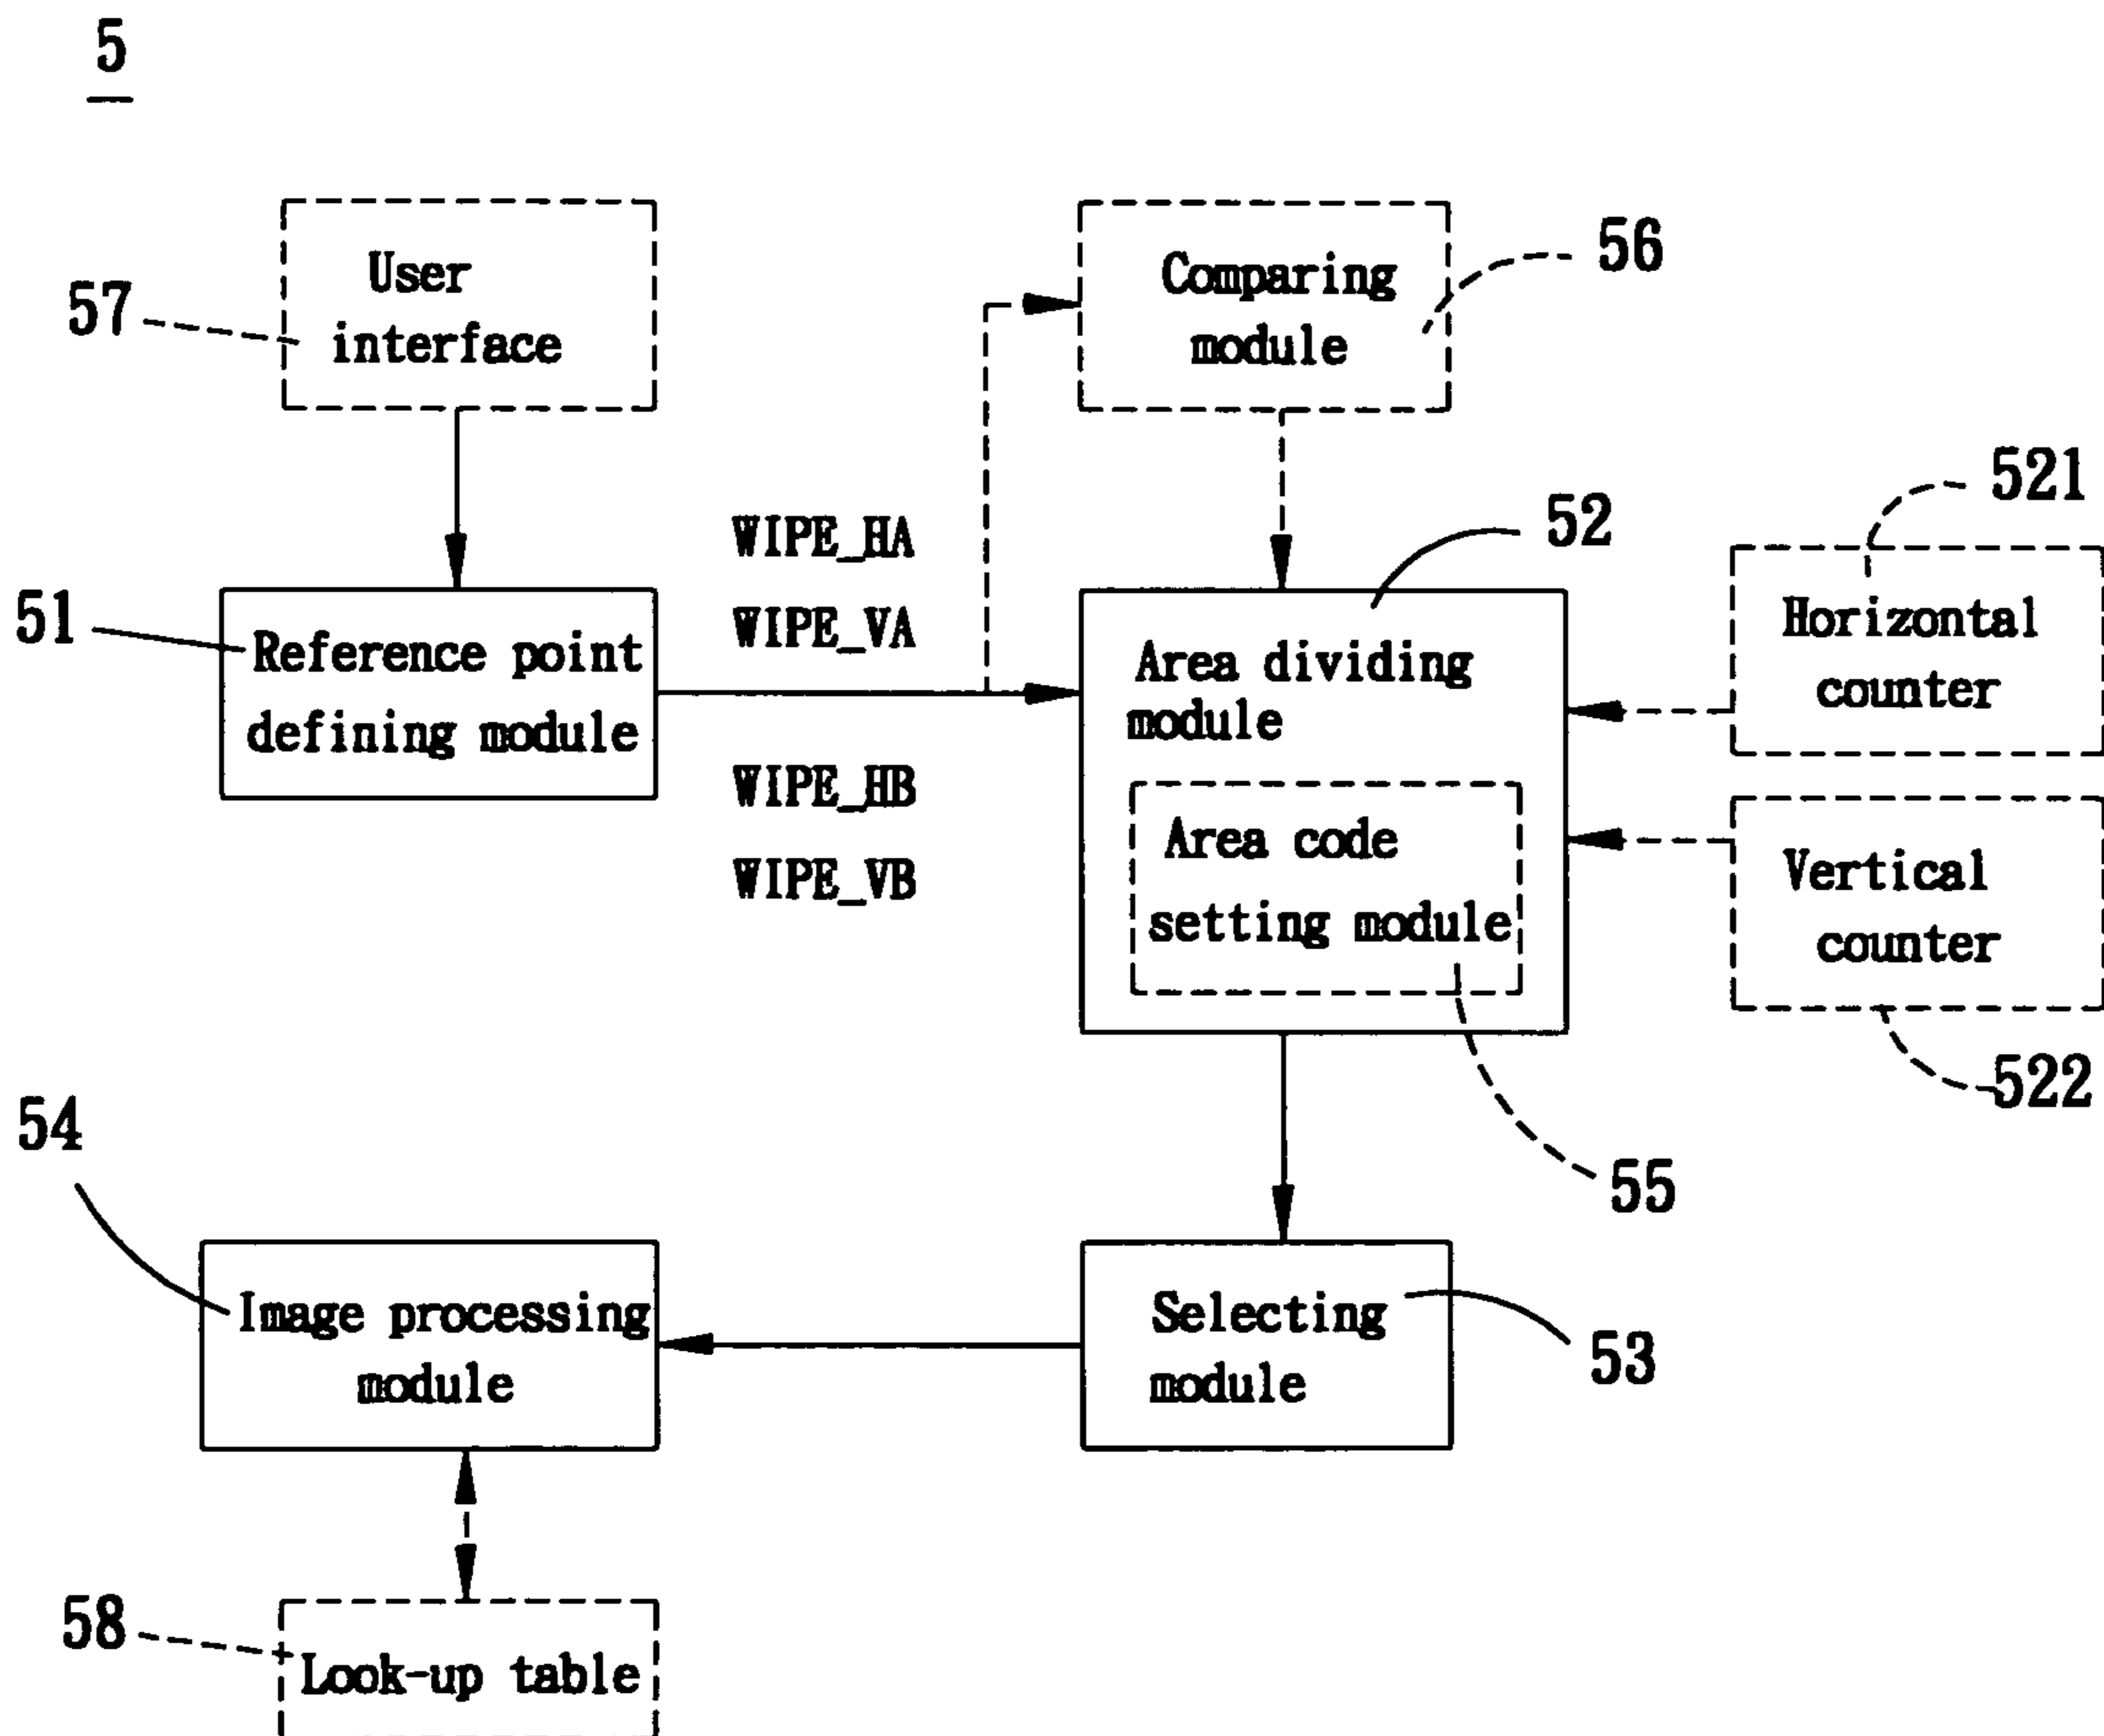 5
User
interface
57
Comparing
module
56
521
52
WIPE_HA
WIPE_VA
51
Reference point
defining module
Area dividing
module
Horizontal
counter
WIPE_HB
WIPE_VB
Area code
setting module
Vertical
counter
522
55
54
Image processing
module
Selecting
module
53
58
Look-up table